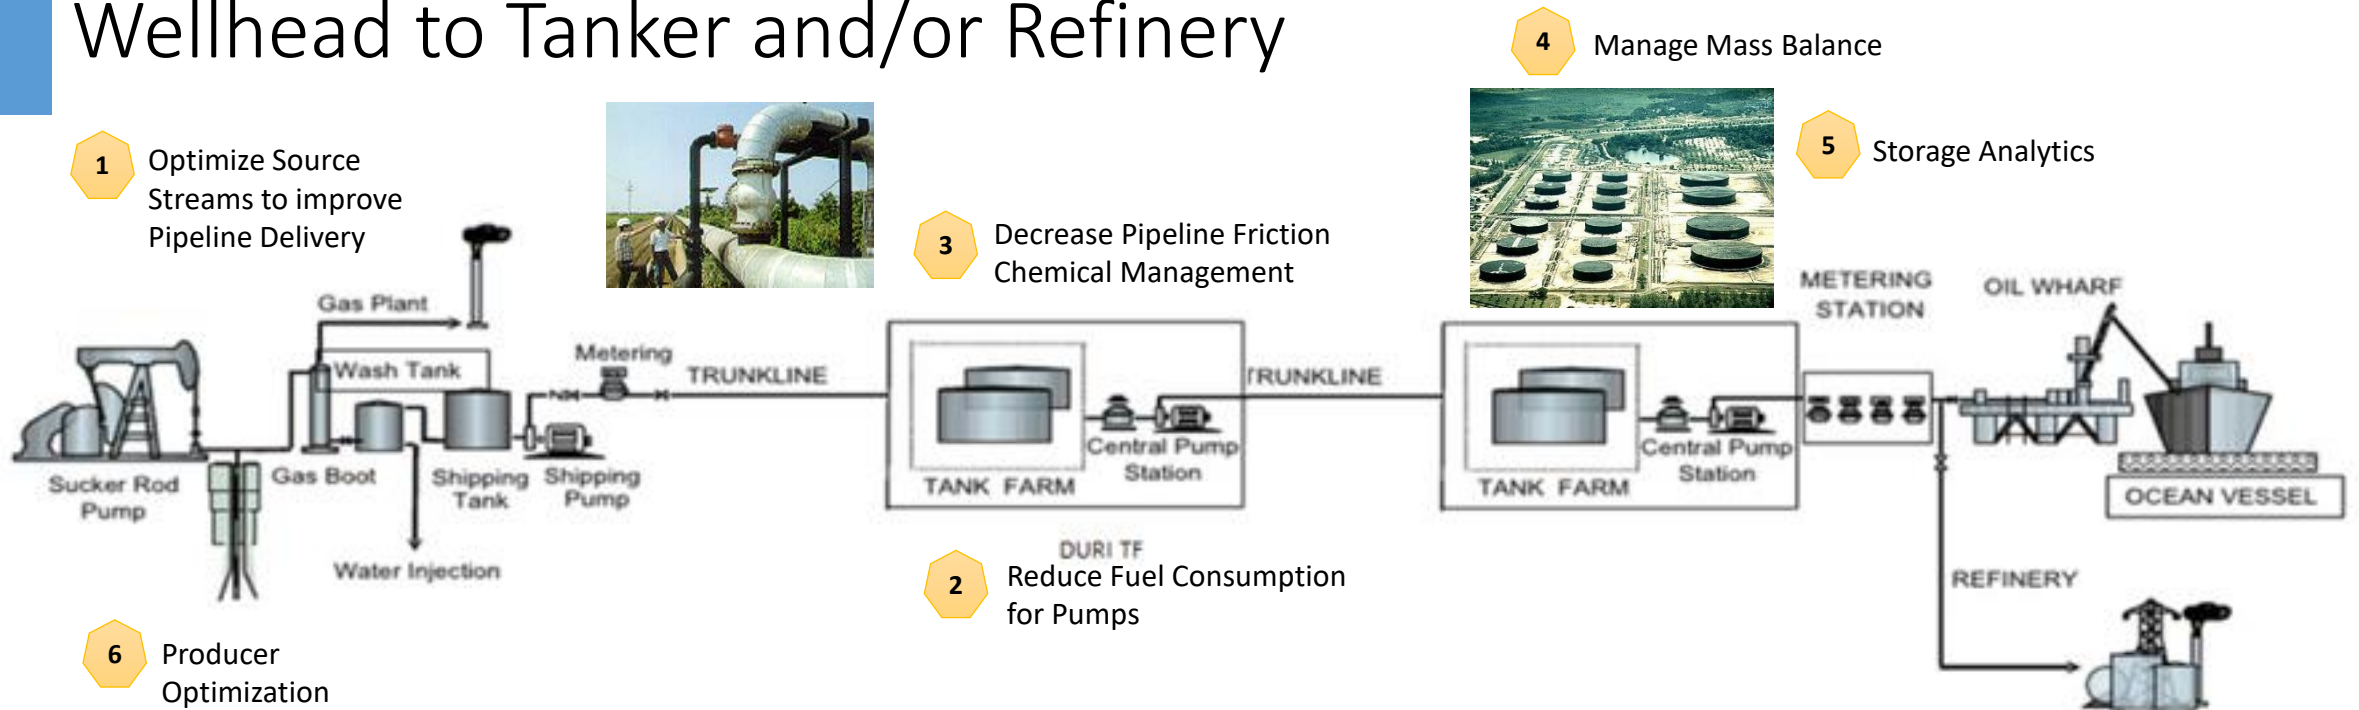 Wellhead to Tanker and/or Refinery
4
Manage Mass Balance
1
Optimize Source
Streams to improve
Pipeline Delivery
5
Storage Analytics
3
Decrease Pipeline Friction
Chemical Management
Gas Plant
Wash Tank
Metering
TRUNKLINE
TRUNKLINE
METERING
STATION
OIL WHARF
Sucker Rod
Pump
Gas Boot
Shipping
Tank
Shipping
Pump
Water Injection
Central Pump
Station
TANK FARM
Central Pump
Station
TANK FARM
OCEAN VESSEL
DURI TF
2
Reduce Fuel Consumption
for Pumps
REFINERY
6
Producer
Optimization